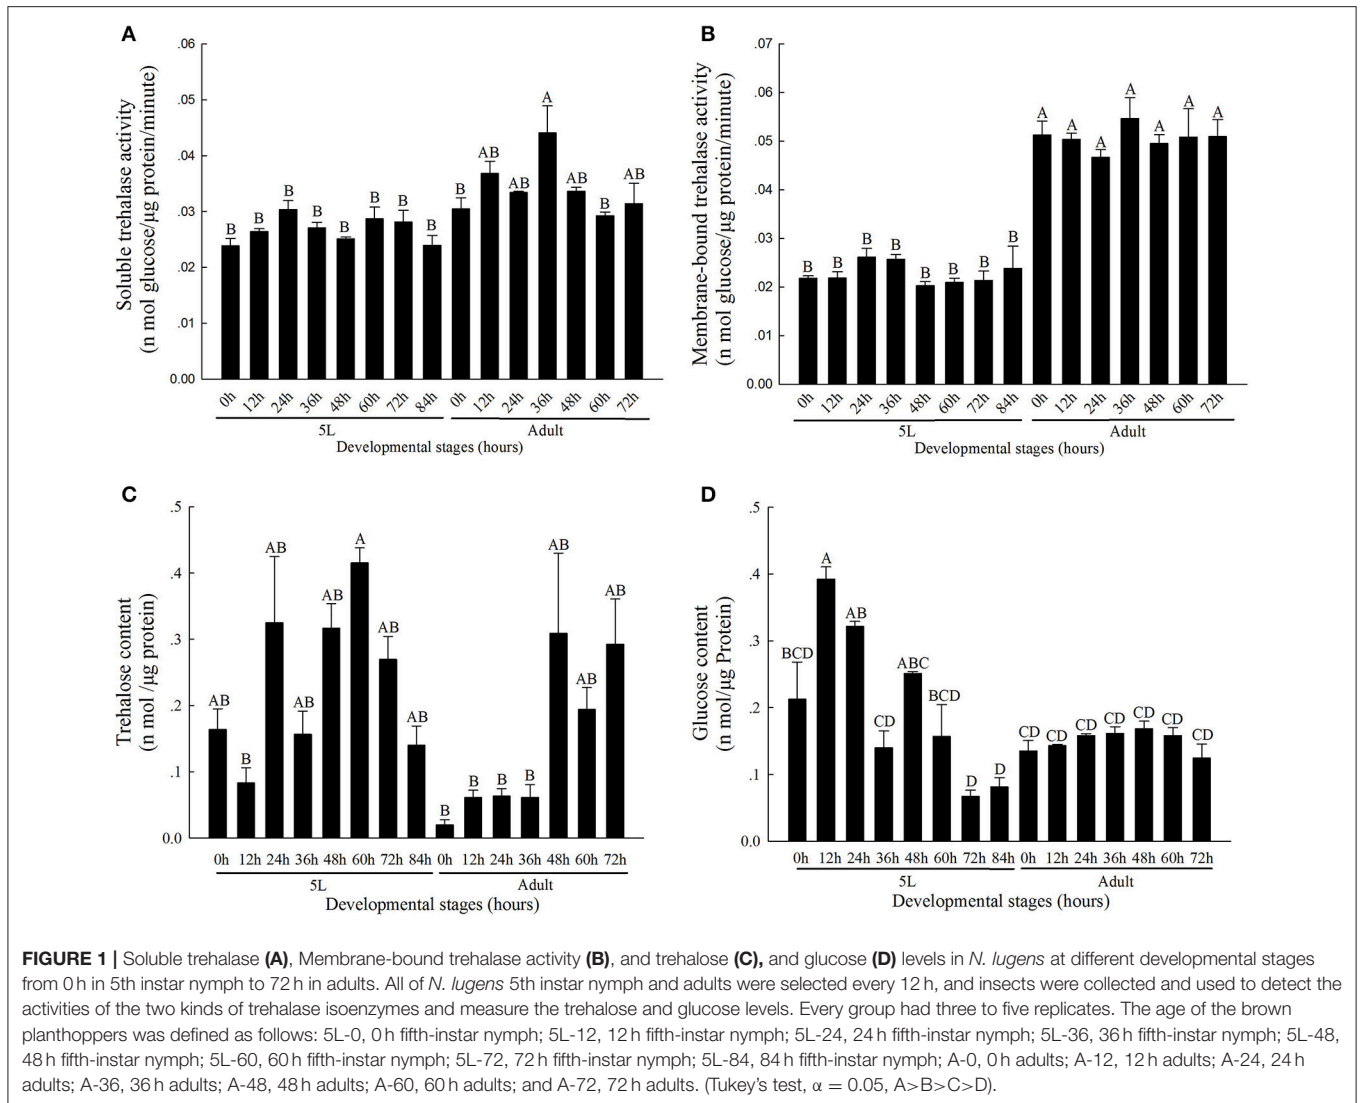 A
Soluble trehalase activity
(n mol glucose/µg protein/minute)
.06
.05
.04
.03
.02
.01
0.00
B B B B B B B B B AB AB A AB B AB
0h 12h 24h 36h 48h 60h 72h 84h 0h 12h 24h 36h 48h 60h 72h
5L Adult
Developmental stages (hours)
B
Membrane-bound trehalase activity
(n mol glucose/µg protein/minute)
.07
.06
.05
.04
.03
.02
.01
0.00
B B B B B B B B A A A A A A A
0h 12h 24h 36h 48h 60h 72h 84h 0h 12h 24h 36h 48h 60h 72h
5L Adult
Developmental stages (hours)
C
Trehalose content
(n mol /µg protein)
.5
.4
.3
.2
.1
0.0
AB B AB AB AB A AB AB B B B B AB AB AB
0h 12h 24h 36h 48h 60h 72h 84h 0h 12h 24h 36h 48h 60h 72h
5L Adult
Developmental stages (hours)
D
Glucose content
(n mol/µg Protein)
.5
.4
.3
.2
.1
0.0
BCD A AB CD ABC BCD D D CD CD CD CD CD CD CD
0h 12h 24h 36h 48h 60h 72h 84h 0h 12h 24h 36h 48h 60h 72h
5L Adult
Developmental stages (hours)
FIGURE 1 | Soluble trehalase (A), Membrane-bound trehalase activity (B), and trehalose (C), and glucose (D) levels in N. lugens at different developmental stages
from 0 h in 5th instar nymph to 72 h in adults. All of N. lugens 5th instar nymph and adults were selected every 12 h, and insects were collected and used to detect the
activities of the two kinds of trehalase isoenzymes and measure the trehalose and glucose levels. Every group had three to five replicates. The age of the brown
planthoppers was defined as follows: 5L-0, 0 h fifth-instar nymph; 5L-12, 12 h fifth-instar nymph; 5L-24, 24 h fifth-instar nymph; 5L-36, 36 h fifth-instar nymph; 5L-48,
48 h fifth-instar nymph; 5L-60, 60 h fifth-instar nymph; 5L-72, 72 h fifth-instar nymph; 5L-84, 84 h fifth-instar nymph; A-0, 0 h adults; A-12, 12 h adults; A-24, 24 h
adults; A-36, 36 h adults; A-48, 48 h adults; A-60, 60 h adults; and A-72, 72 h adults. (Tukey's test, α = 0.05, A>B>C>D).